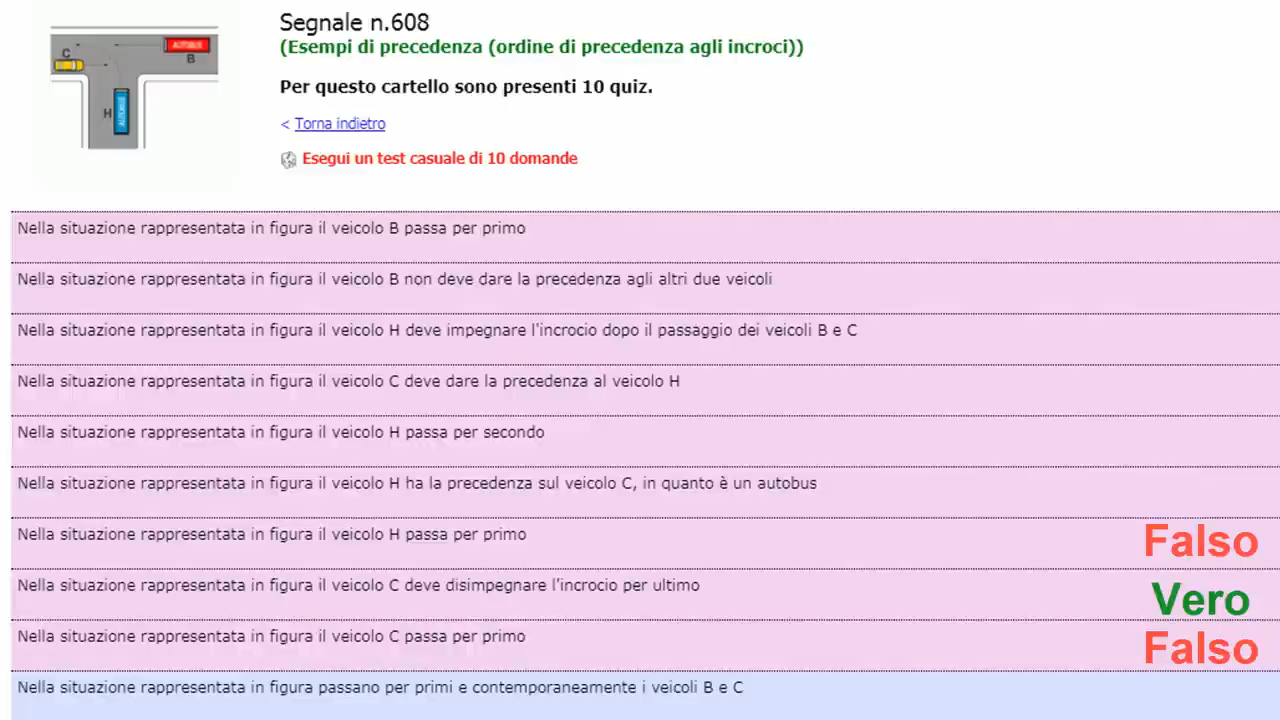 Segnale n.608
(Esempi di precedenza (ordine di precedenza agli incroci))
Per questo cartello sono presenti 10 quiz.
< Torna indietro
Esegui un test casuale di 10 domande
C
AUTOBUS
B
H
AUTOBUS
Nella situazione rappresentata in figura il veicolo B passa per primo
Nella situazione rappresentata in figura il veicolo B non deve dare la precedenza agli altri due veicoli
Nella situazione rappresentata in figura il veicolo H deve impegnare l'incrocio dopo il passaggio dei veicoli B e C
Nella situazione rappresentata in figura il veicolo C deve dare la precedenza al veicolo H
Nella situazione rappresentata in figura il veicolo H passa per secondo
Nella situazione rappresentata in figura il veicolo H ha la precedenza sul veicolo C, in quanto è un autobus
Nella situazione rappresentata in figura il veicolo H passa per primo
Falso
Nella situazione rappresentata in figura il veicolo C deve disimpegnare l'incrocio per ultimo
Vero
Nella situazione rappresentata in figura il veicolo C passa per primo
Falso
Nella situazione rappresentata in figura passano per primi e contemporaneamente i veicoli B e C